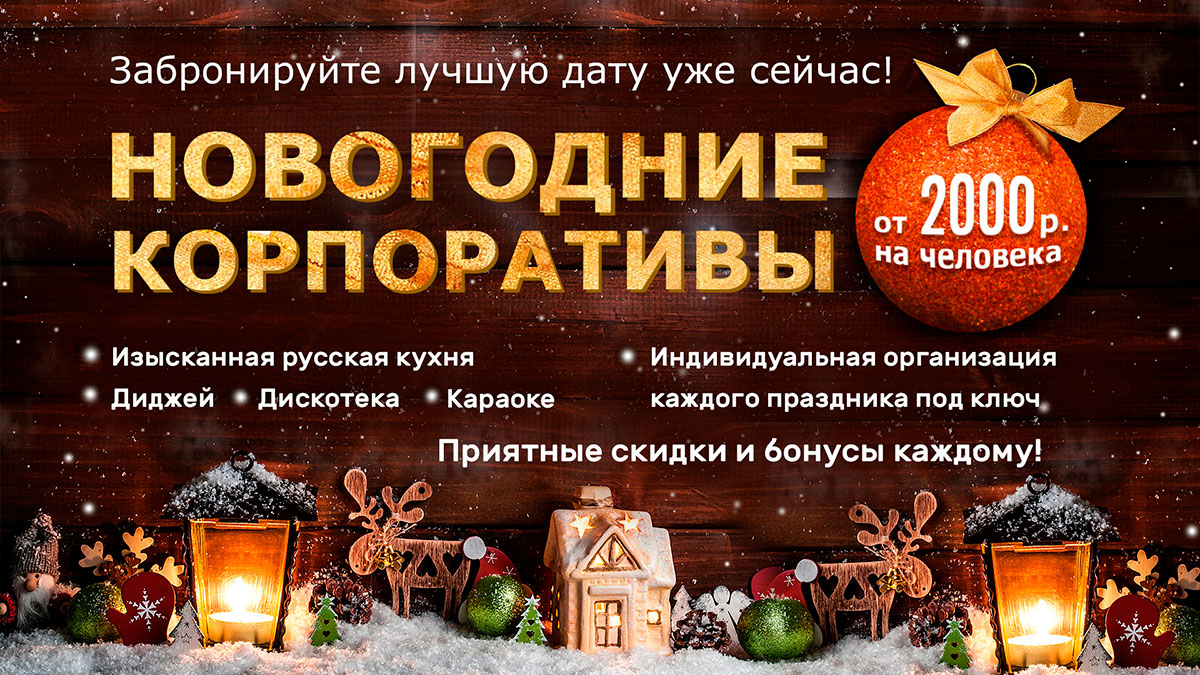 Забронируйте лучшую дату уже сейчас!
НОВОГОДНИЕ
КОРПОРАТИВЫ
от 2000 р.
на человека
Изысканная русская кухня
Диджей Дискотека Караоке
Индивидуальная организация
каждого праздника под ключ
Приятные скидки и бонусы каждому!